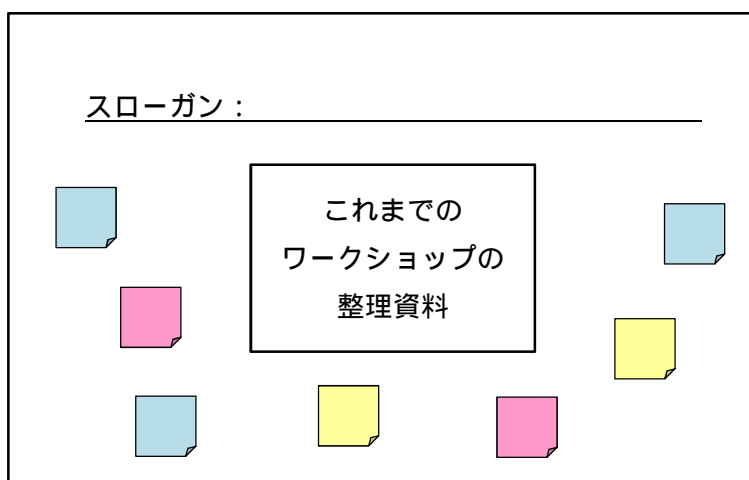 スローガン：
これまでの
ワークショップの
整理資料